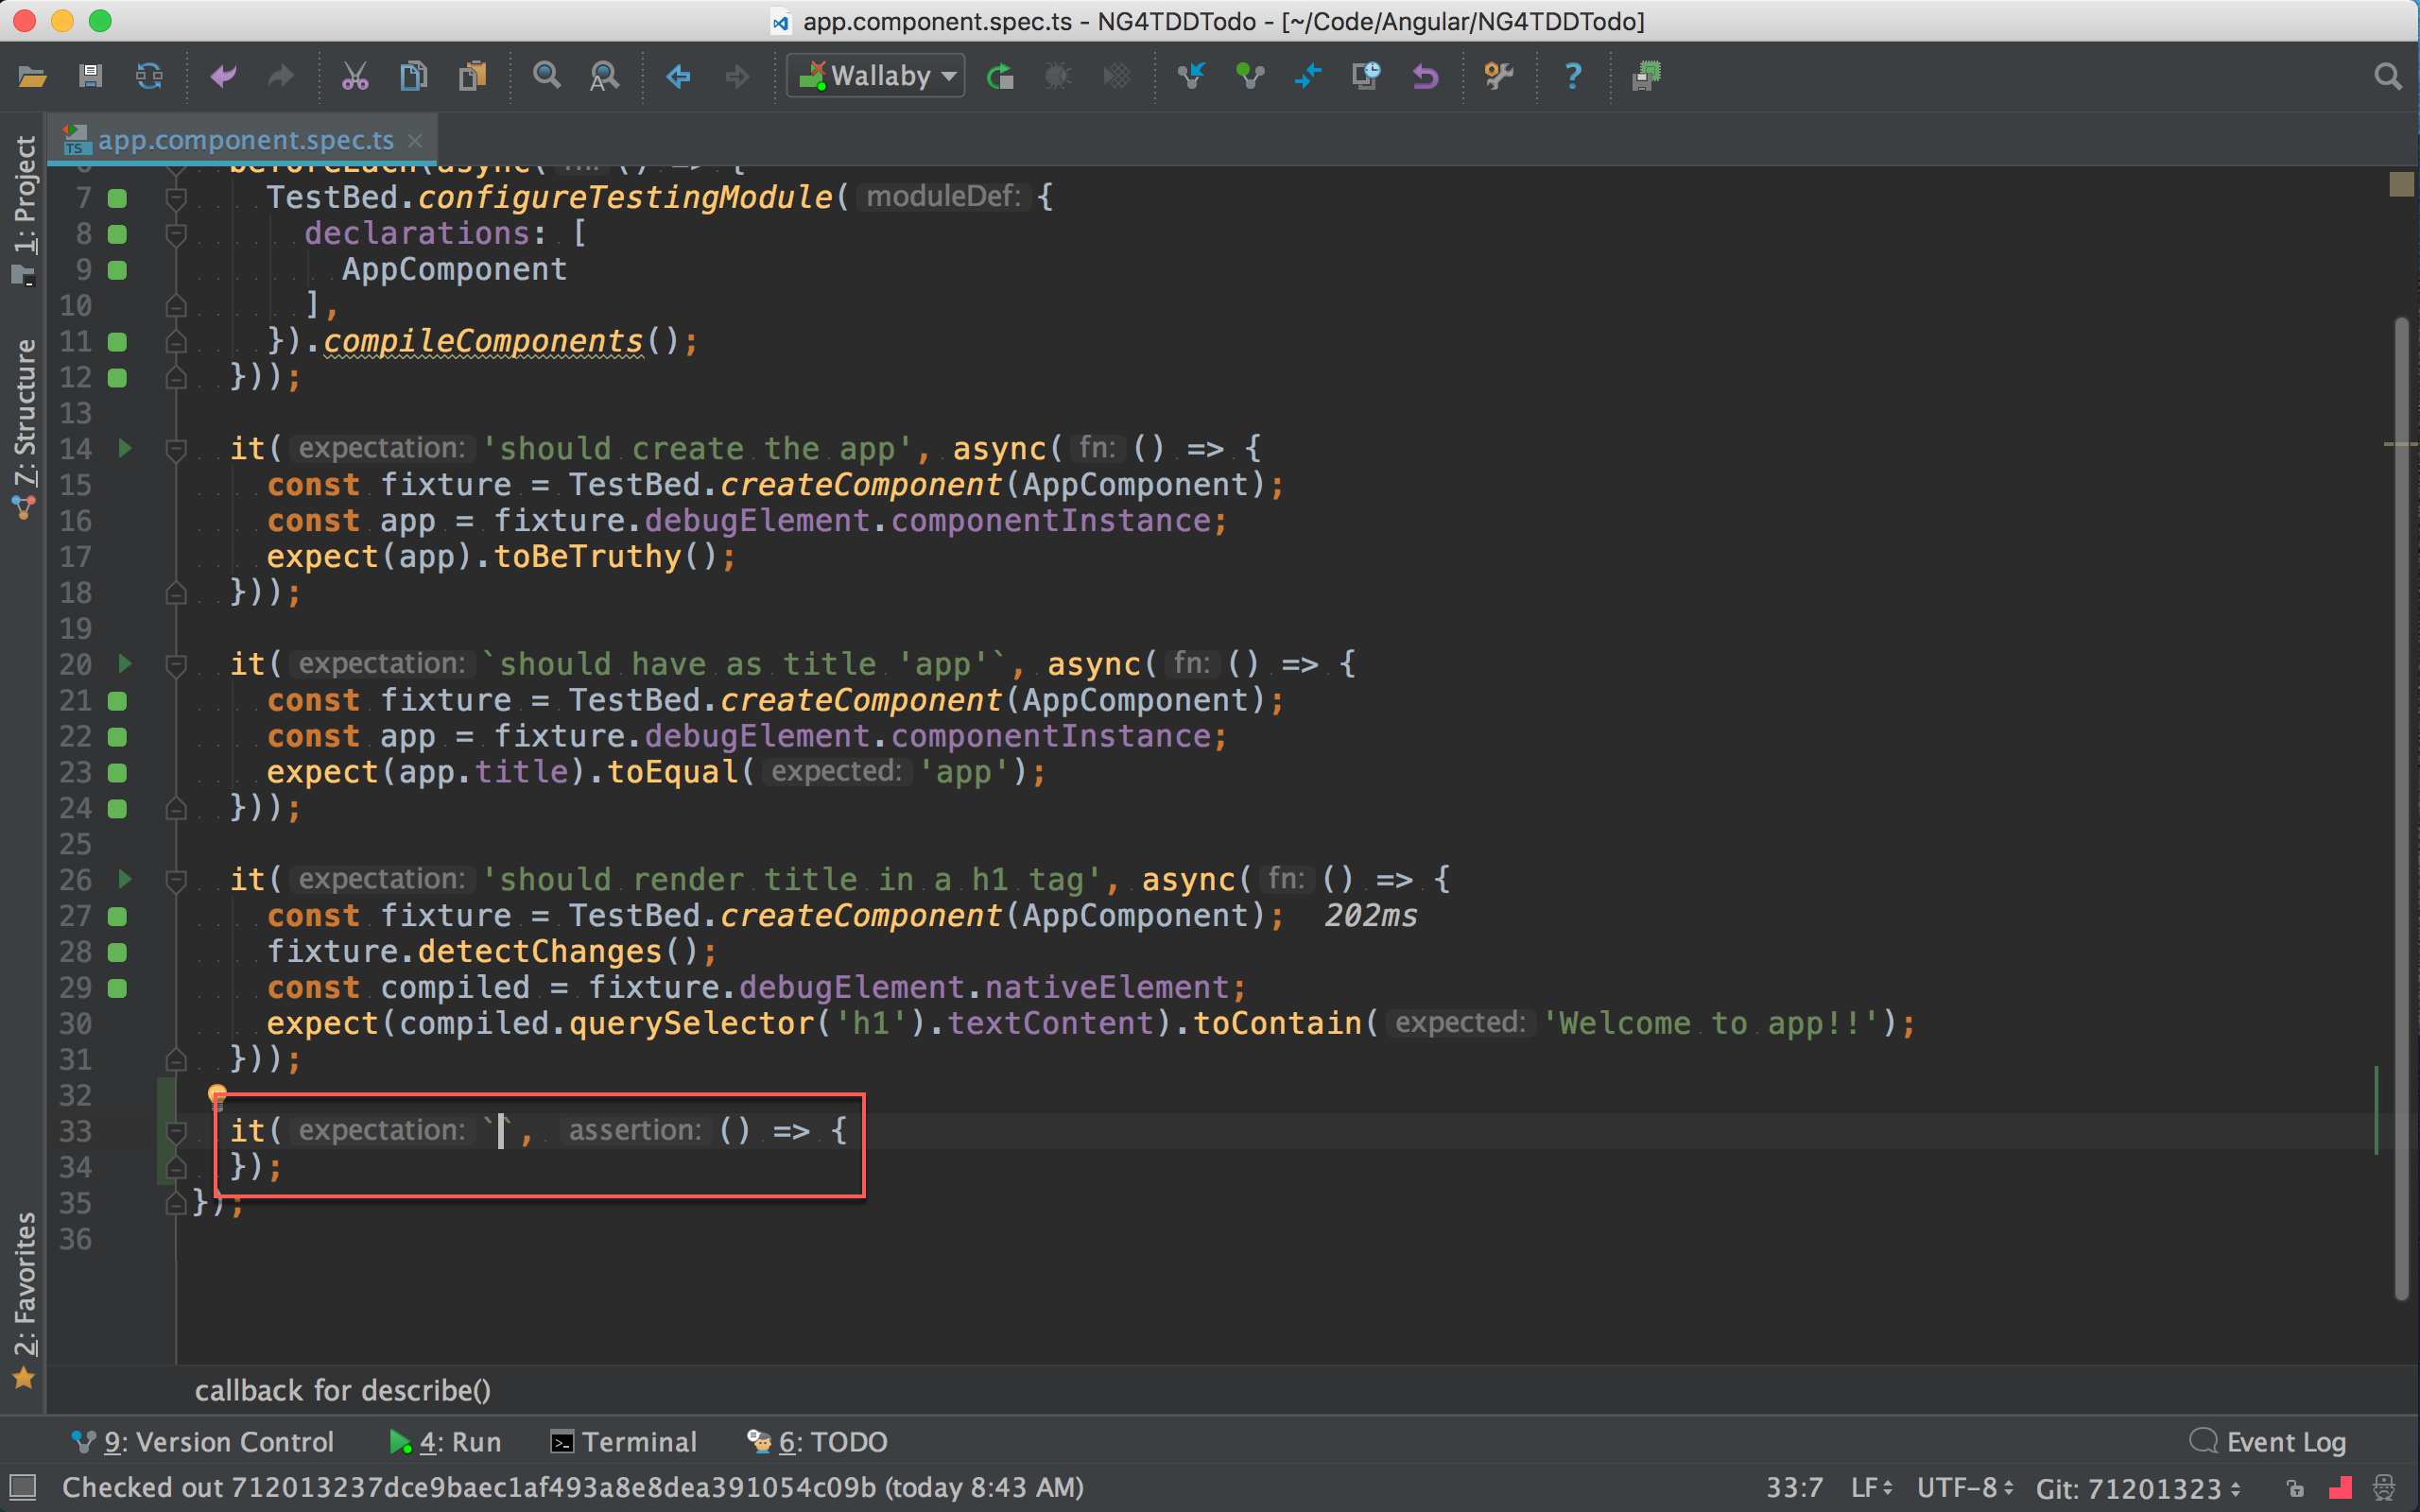 app.component.spec.ts - NG4TDDTodo - [~/Code/Angular/NG4TDDTodo]
Wallaby
app.component.spec.ts
1: Project
7: Structure
2: Favorites
6 beforeEach(async( fn: () => {
7 TestBed.configureTestingModule( moduleDef: {
8 declarations: [
9 AppComponent
10 ],
11 }).compileComponents();
12 }));
13
14 it( expectation: 'should create the app', async( fn: () => {
15 const fixture = TestBed.createComponent(AppComponent);
16 const app = fixture.debugElement.componentInstance;
17 expect(app).toBeTruthy();
18 }));
19
20 it( expectation: `should have as title 'app'`, async( fn: () => {
21 const fixture = TestBed.createComponent(AppComponent);
22 const app = fixture.debugElement.componentInstance;
23 expect(app.title).toEqual( expected: 'app');
24 }));
25
26 it( expectation: 'should render title in a h1 tag', async( fn: () => {
27 const fixture = TestBed.createComponent(AppComponent); 202ms
28 fixture.detectChanges();
29 const compiled = fixture.debugElement.nativeElement;
30 expect(compiled.querySelector('h1').textContent).toContain( expected: 'Welcome to app!!');
31 }));
32
33 it( expectation: ``, assertion: () => {
34 });
35 });
36
callback for describe()
9: Version Control 4: Run Terminal 6: TODO Event Log
Checked out 712013237dce9baec1af493a8e8dea391054c09b (today 8:43 AM) 33:7 LF UTF-8 Git: 71201323